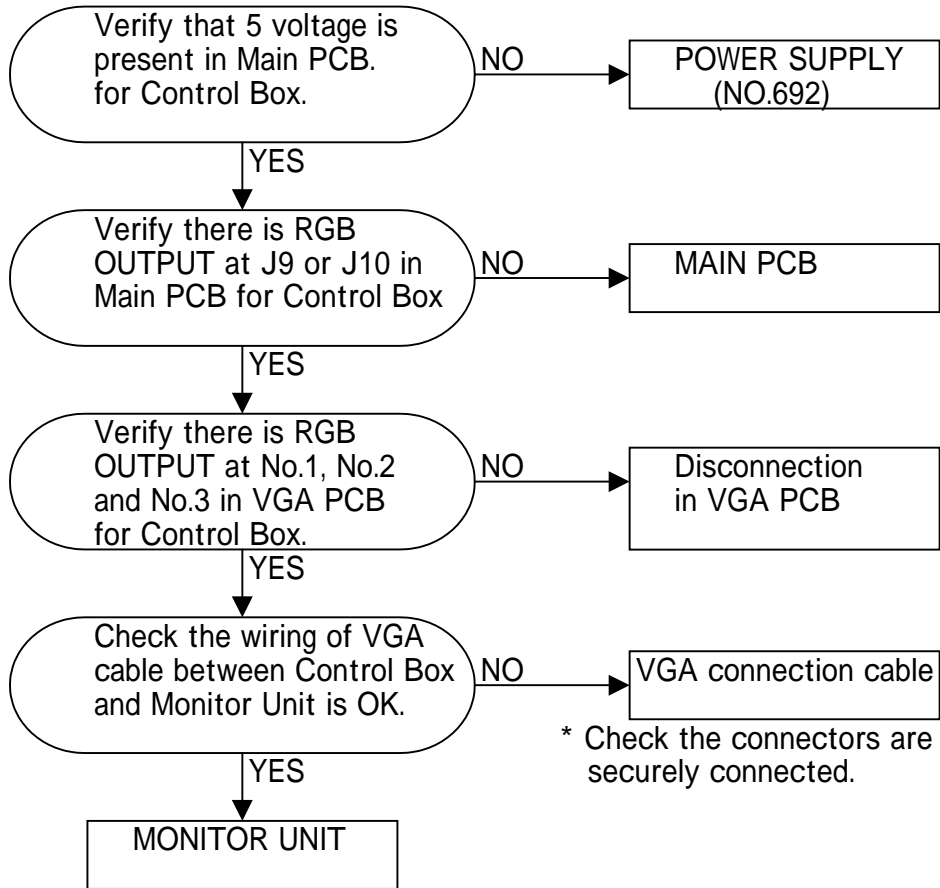 Verify that 5 voltage is
present in Main PCB.
for Control Box.
NO
POWER SUPPLY
(NO.692)
YES
Verify there is RGB
OUTPUT at J9 or J10 in
Main PCB for Control Box
NO
MAIN PCB
YES
Verify there is RGB
OUTPUT at No.1, No.2
and No.3 in VGA PCB
for Control Box.
NO
Disconnection
in VGA PCB
YES
Check the wiring of VGA
cable between Control Box
and Monitor Unit is OK.
NO
VGA connection cable
* Check the connectors are
securely connected.
YES
MONITOR UNIT